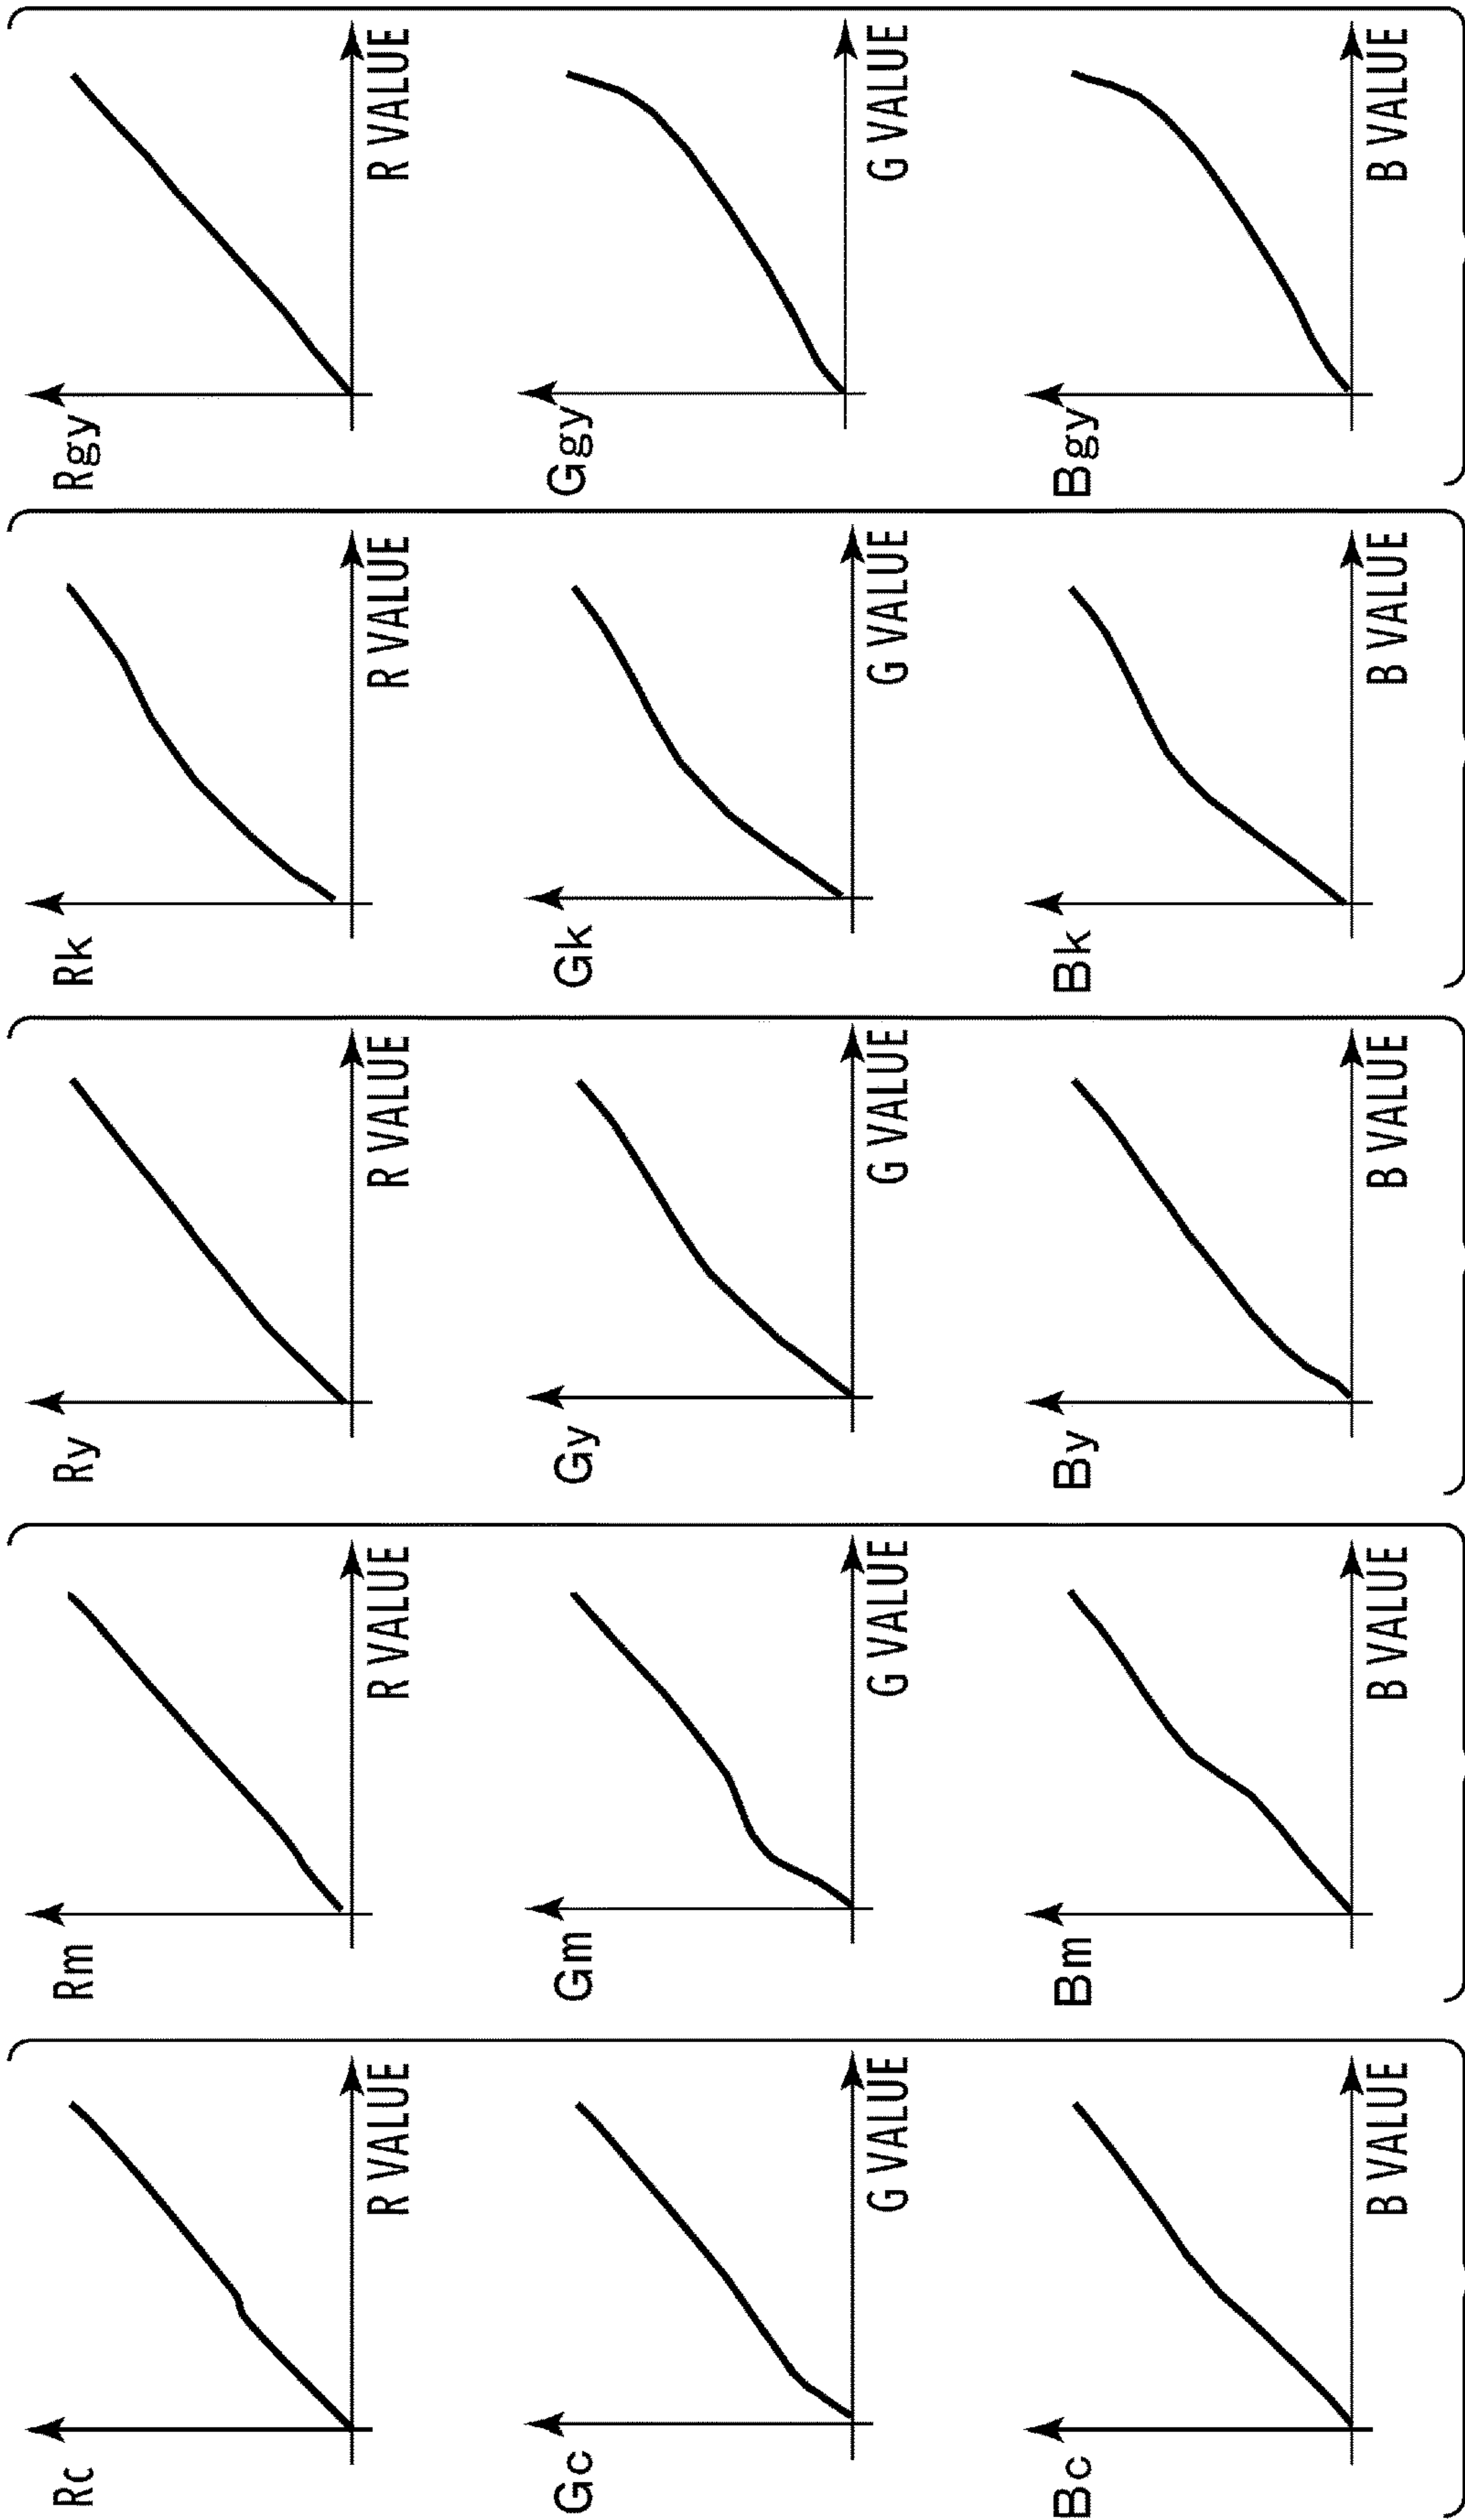 Rc
R VALUE
Rm
R VALUE
Ry
R VALUE
Rk
R VALUE
Rgy
R VALUE
Gc
G VALUE
Gm
G VALUE
Gy
G VALUE
Gk
G VALUE
Ggy
G VALUE
Bc
B VALUE
Bm
B VALUE
By
B VALUE
Bk
B VALUE
Bgy
B VALUE